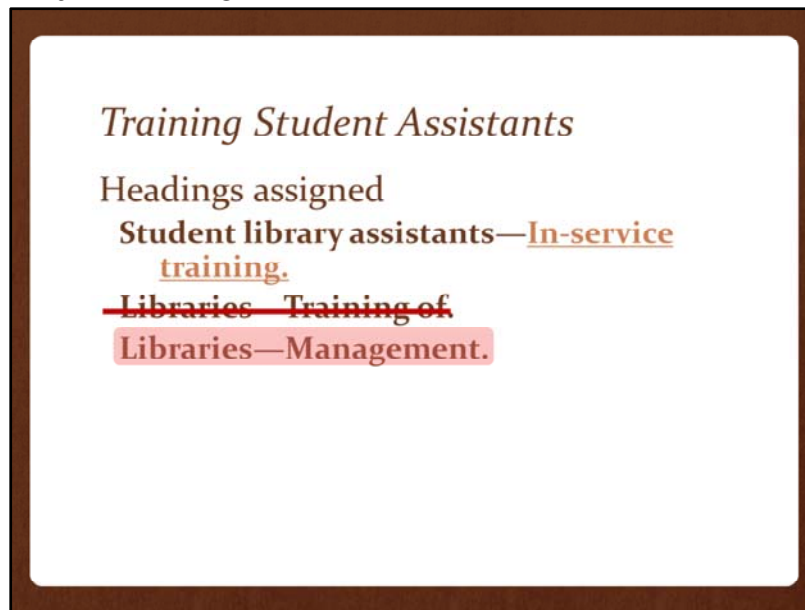 Training Student Assistants
Headings assigned
Student library assistants—In-service
training.
Libraries—Training of.
Libraries—Management.